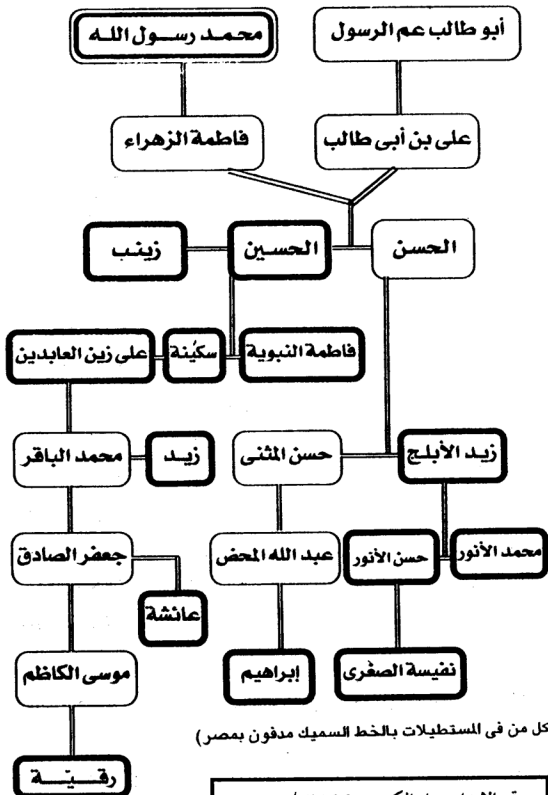 أبو طالب عم الرسول
محمد رسول الله
على بن أبى طالب
فاطمة الزهراء
الحسن
الحسين
زينب
فاطمة النبوية
سكينة
على زين العابدين
زيد الأبلج
حسن المثنى
زيد
محمد الباقر
محمد الأنور
حسن الأنور
عبد الله المحض
جعفر الصادق
عائشة
نفيسة الصغرى
إبراهيم
موسى الكاظم
كل من فى المستطيلات بالخط السميك مدفون بمصر)
رقية